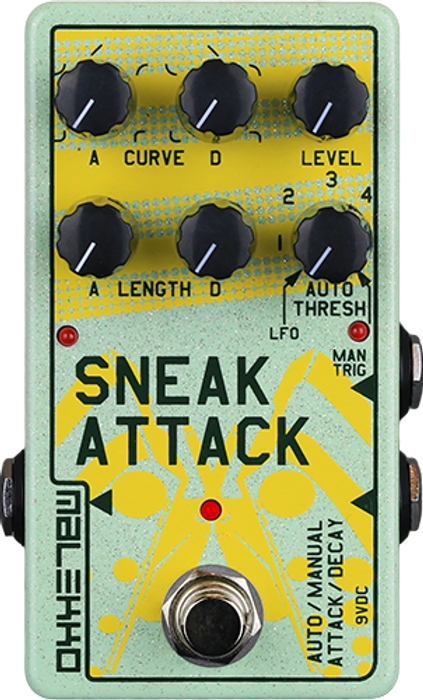 A CURVE D LEVEL
1 2 3 4
A LENGTH D AUTO
THRESH
LFO
MAN
TRIG
SNEAK
ATTACK
MALEKKO
AUTO/MANUAL
ATTACK/DECAY
9VDC